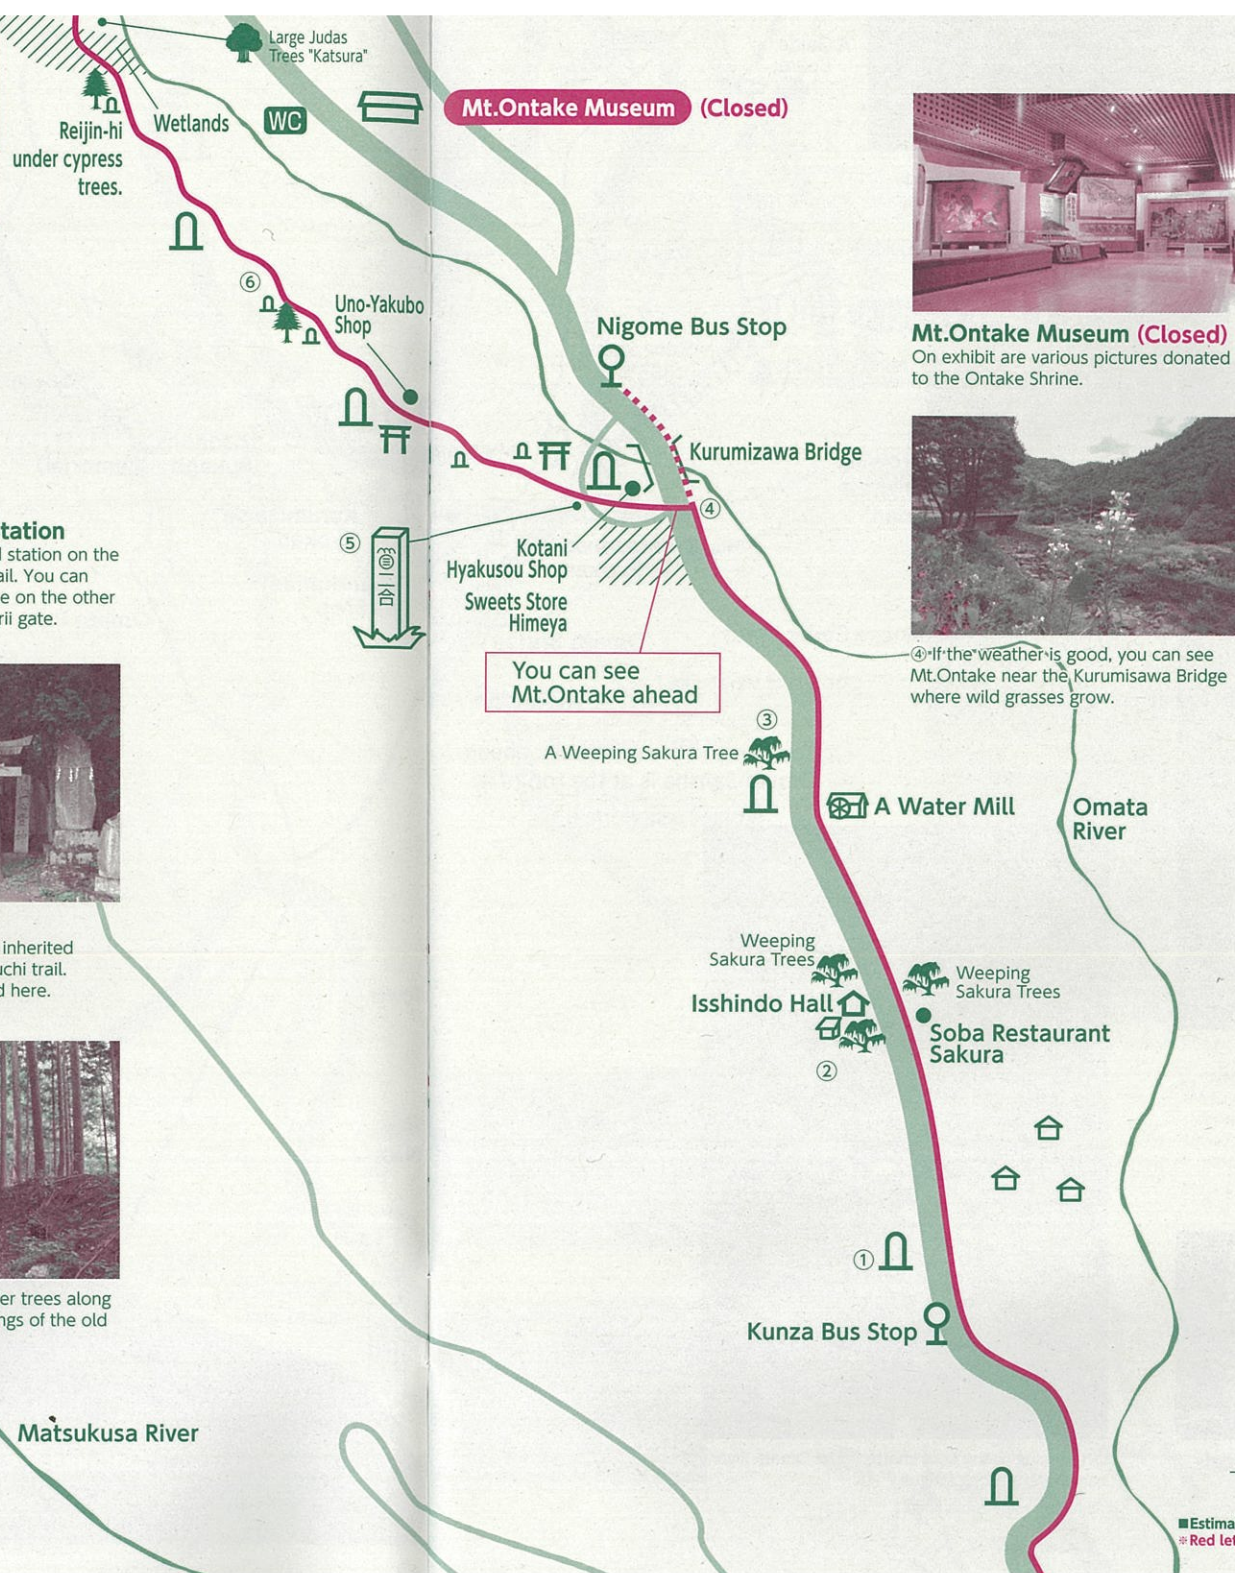 Large Judas
Trees "Katsura"
Mt.Ontake Museum (Closed)
WC
Wetlands
Reijin-hi
under cypress
trees.
⑥
Uno-Yakubo
Shop
Nigome Bus Stop
Mt.Ontake Museum (Closed)
On exhibit are various pictures donated
to the Ontake Shrine.
Kurumizawa Bridge
④
⑤
二合
Kotani
Hyakusou Shop
Sweets Store
Himeya
You can see
Mt.Ontake ahead
tation
station on the
ail. You can
e on the other
rii gate.
④ If the weather is good, you can see
Mt.Ontake near the Kurumisawa Bridge
where wild grasses grow.
③
A Weeping Sakura Tree
A Water Mill
Omata
River
Weeping
Sakura Trees
Isshindo Hall
②
Weeping
Sakura Trees
Soba Restaurant
Sakura
inherited
uchi trail.
d here.
①
Kunza Bus Stop
er trees along
ngs of the old
Matsukusa River
■Estima
※Red let